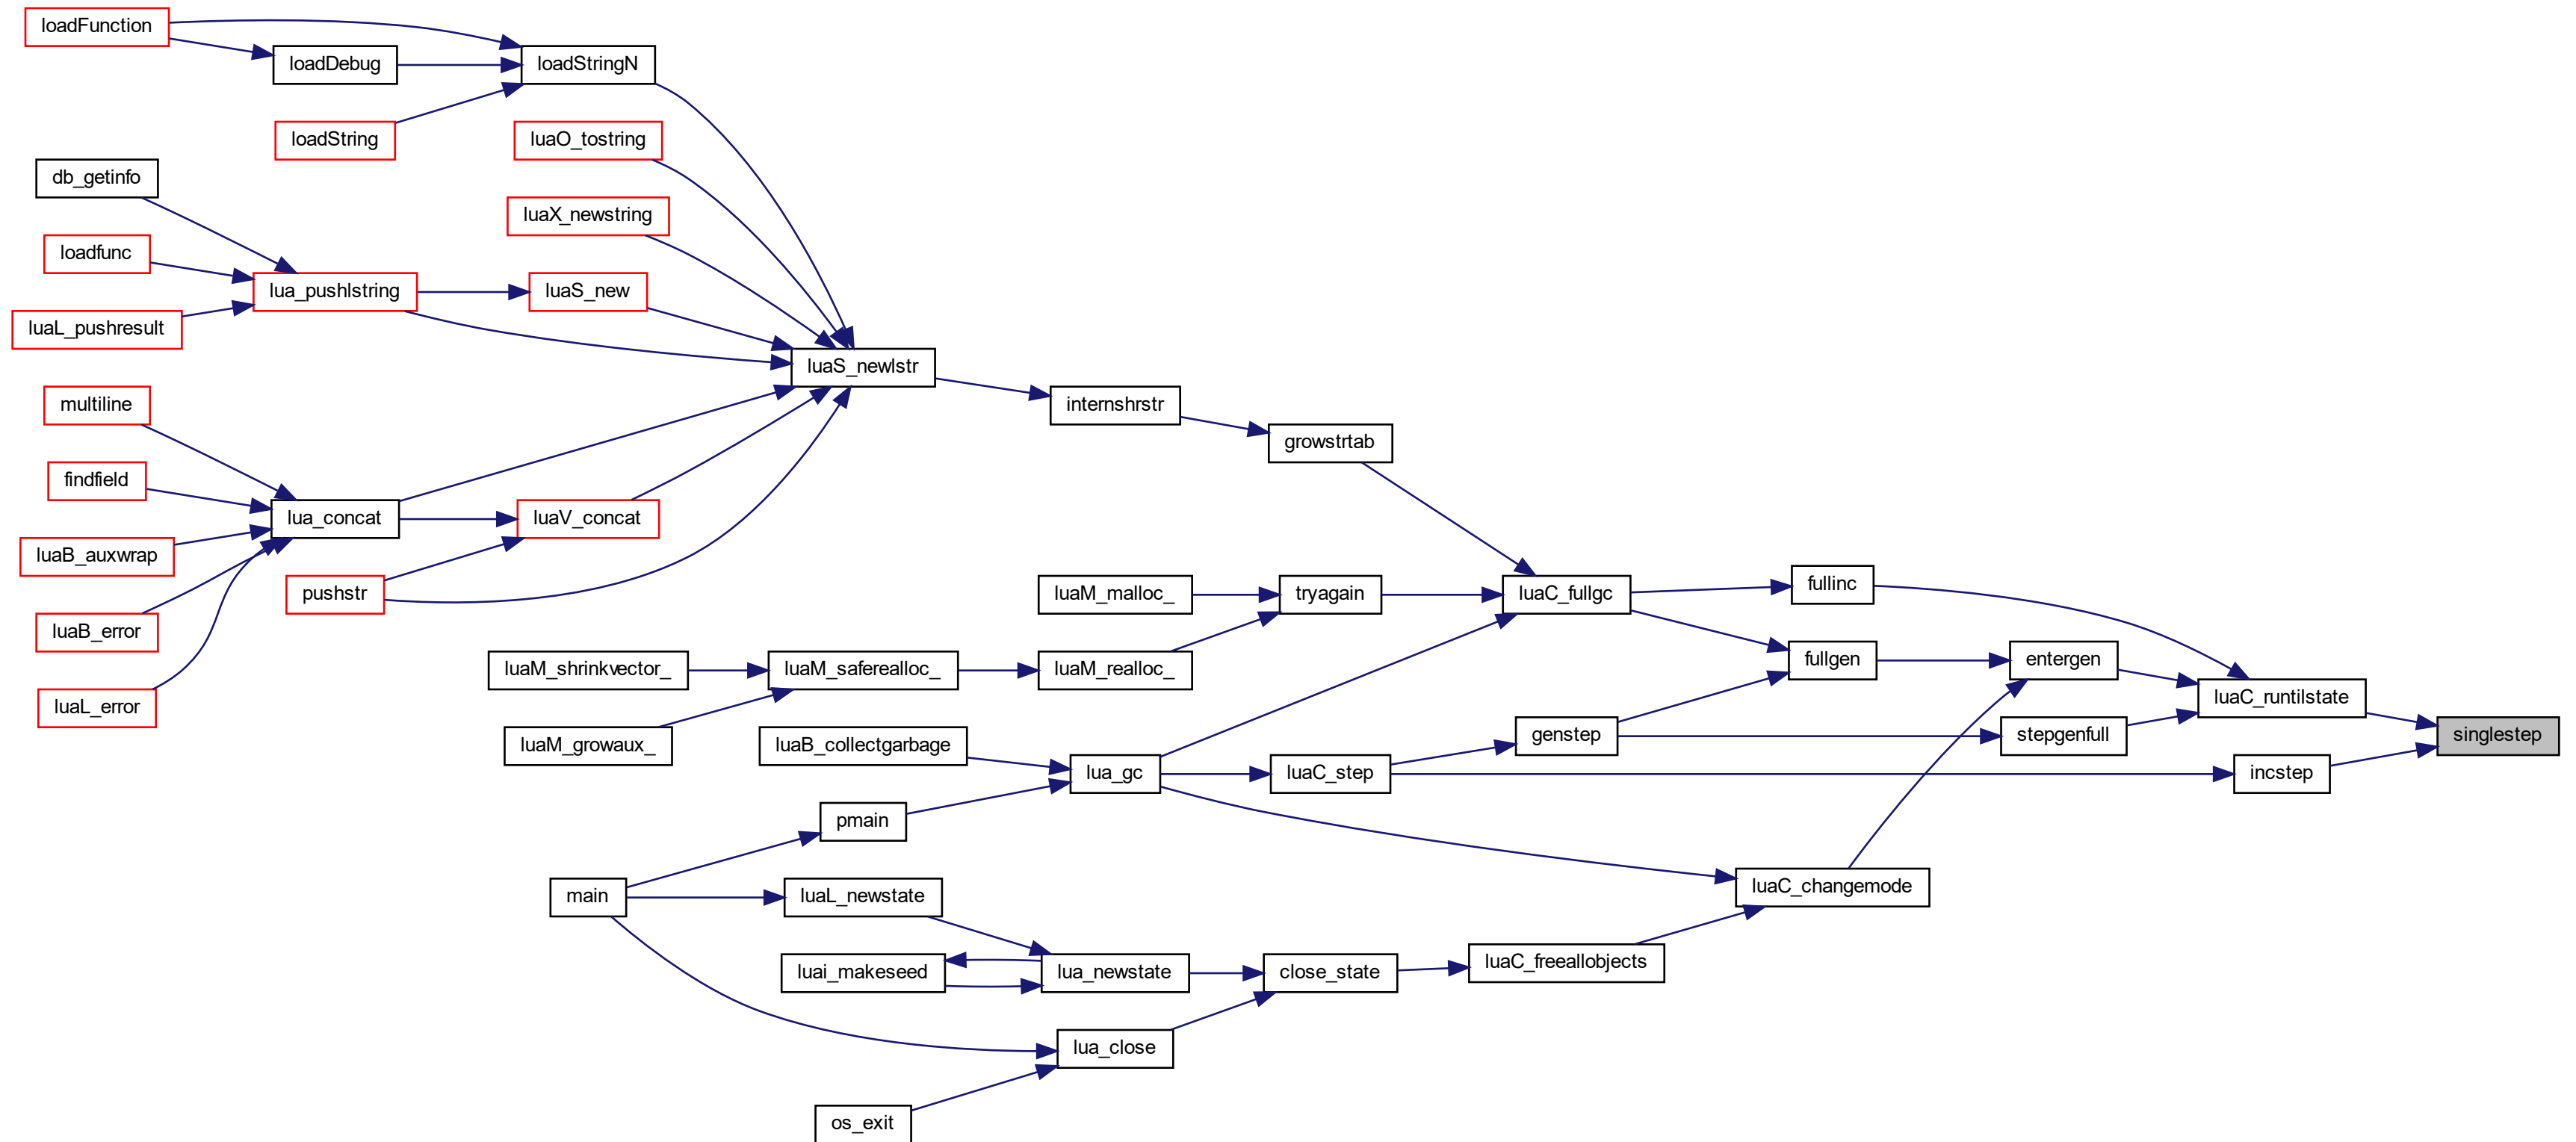 loadFunction
loadDebug
loadStringN
loadString
luaO_tostring
db_getinfo
luaX_newstring
loadfunc
lua_pushlstring
luaS_new
luaL_pushresult
luaS_newlstr
multiline
internshrstr
growstrtab
findfield
lua_concat
luaV_concat
luaB_auxwrap
pushstr
luaM_malloc_
tryagain
luaC_fullgc
fullinc
luaB_error
luaM_shrinkvector_
luaM_saferealloc_
luaM_realloc_
fullgen
entergen
luaL_error
luaC_runtilstate
luaM_growaux_
luaB_collectgarbage
genstep
stepgenfull
singlestep
lua_gc
luaC_step
incstep
pmain
main
luaL_newstate
luaC_changemode
luai_makeseed
lua_newstate
close_state
luaC_freeallobjects
lua_close
os_exit